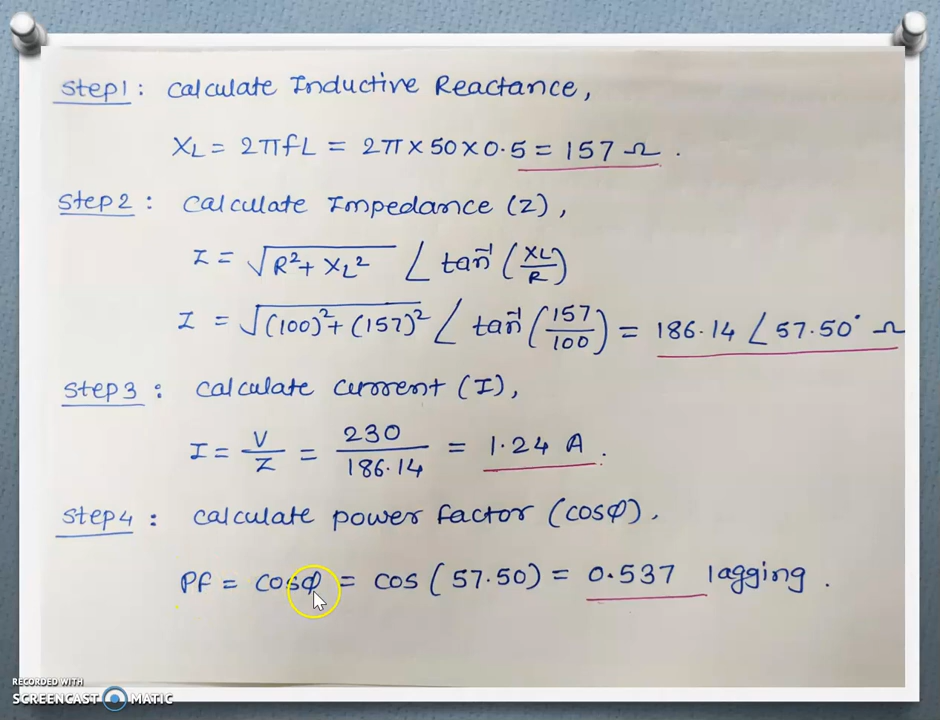 Step1 : Calculate Inductive Reactance,
XL = 2πfL = 2π × 50 × 0.5 = 157 Ω .
Step2 : Calculate Impedance (Z),
Z = √R²+ XL² ∠ tan⁻¹ (XL/R)
Z = √(100)²+(157)² ∠ tan⁻¹ (157/100) = 186.14 ∠ 57.50° Ω
Step3 : Calculate Current (I),
I = V/Z = 230/186.14 = 1.24 A .
Step4 : Calculate power factor (cosφ).
Pf = cosφ = cos (57.50) = 0.537 lagging .
RECORDED WITH
SCREENCAST MATIC